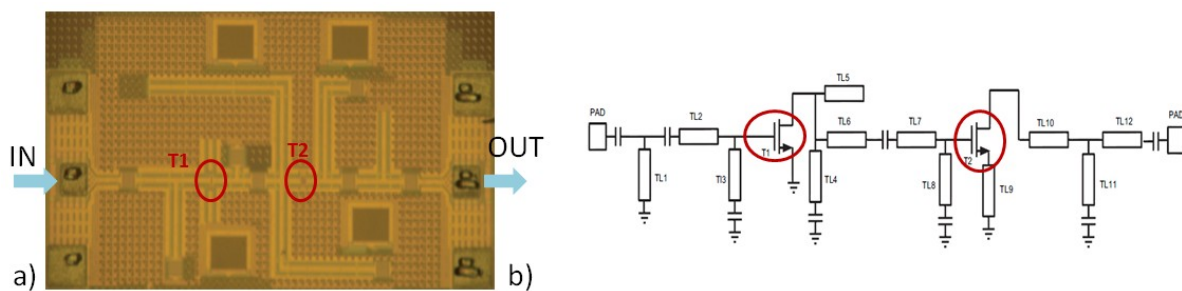 IN
T1
T2
OUT
a)
b)
PAD
TL2
TL1
Tl3
T1
TL5
TL6
TL4
TL7
TL8
T2
TL9
TL10
TL11
TL12
PAD